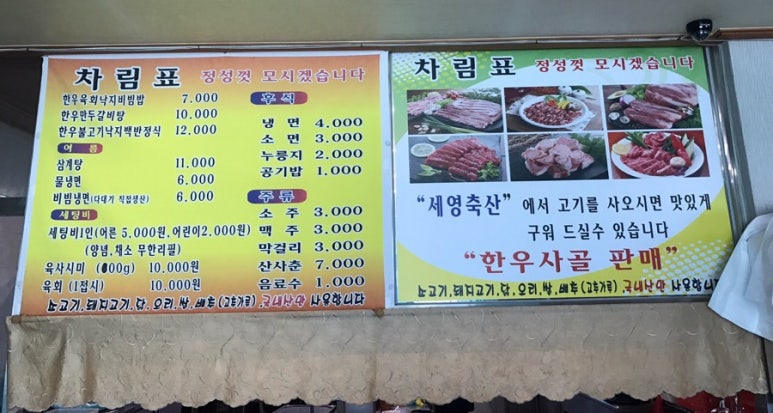 차림표 정성껏 모시겠습니다
한우육회낙지비빔밥 7.000
한우만두갈비탕 10.000
한우불고기낙지백반정식 12.000
여름
삼계탕 11.000
물냉면 6.000
비빔냉면(다대기 직접생산) 6.000
세팅비
세팅비1인(어른 5.000원, 어린이2.000원)
(양념,채소 무한리필)
육사시미 (00g) 10.000원
육회 (1접시) 10.000원
후식
냉면 4.000
소면 3.000
누룽지 2.000
공기밥 1.000
주류
소주 3.000
맥주 3.000
막걸리 3.000
산사춘 7.000
음료수 1.000
차림표 정성껏 모시겠습니다
“세영축산” 에서 고기를 사오시면 맛있게
구워 드실수 있습니다
“한우사골 판매”